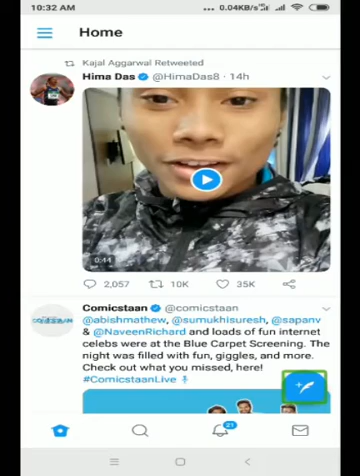 10:32 AM
... 0.04KB/s
Home
Kajal Aggarwal Retweeted
Hima Das @HimaDas8 · 14h
0:41
2,057 10K 35K
Comicstaan @comicstaan
@abishmathew, @sumukhisuresh, @sapanv
& @NaveenRichard and loads of fun internet
celebs were at the Blue Carpet Screening. The
night was filled with fun, giggles, and more.
Check out what you missed, here!
#ComicstaanLive
21